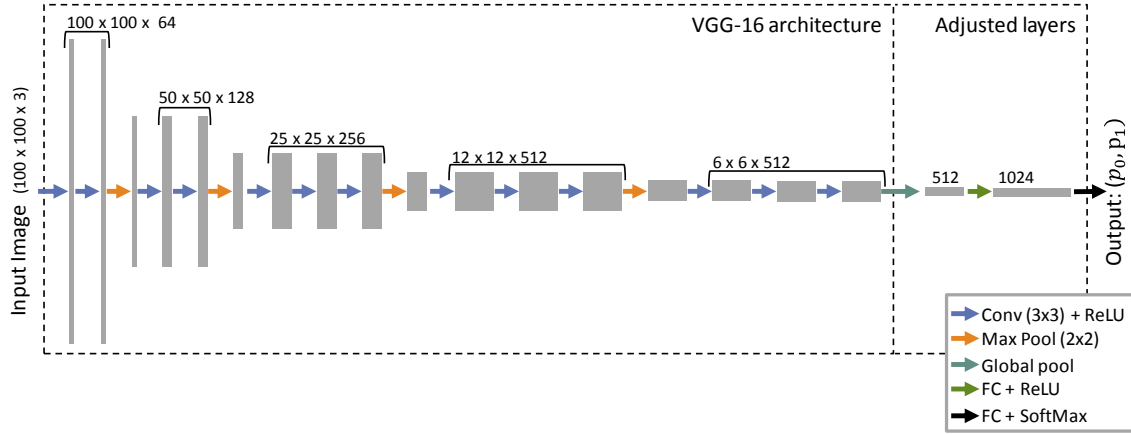 100 x 100 x 64
VGG-16 architecture
Adjusted layers
50 x 50 x 128
25 x 25 x 256
12 x 12 x 512
6 x 6 x 512
512
1024
Input Image (100 x 100 x 3)
Output: (p₀, p₁)
Conv (3x3) + ReLU
Max Pool (2x2)
Global pool
FC + ReLU
FC + SoftMax